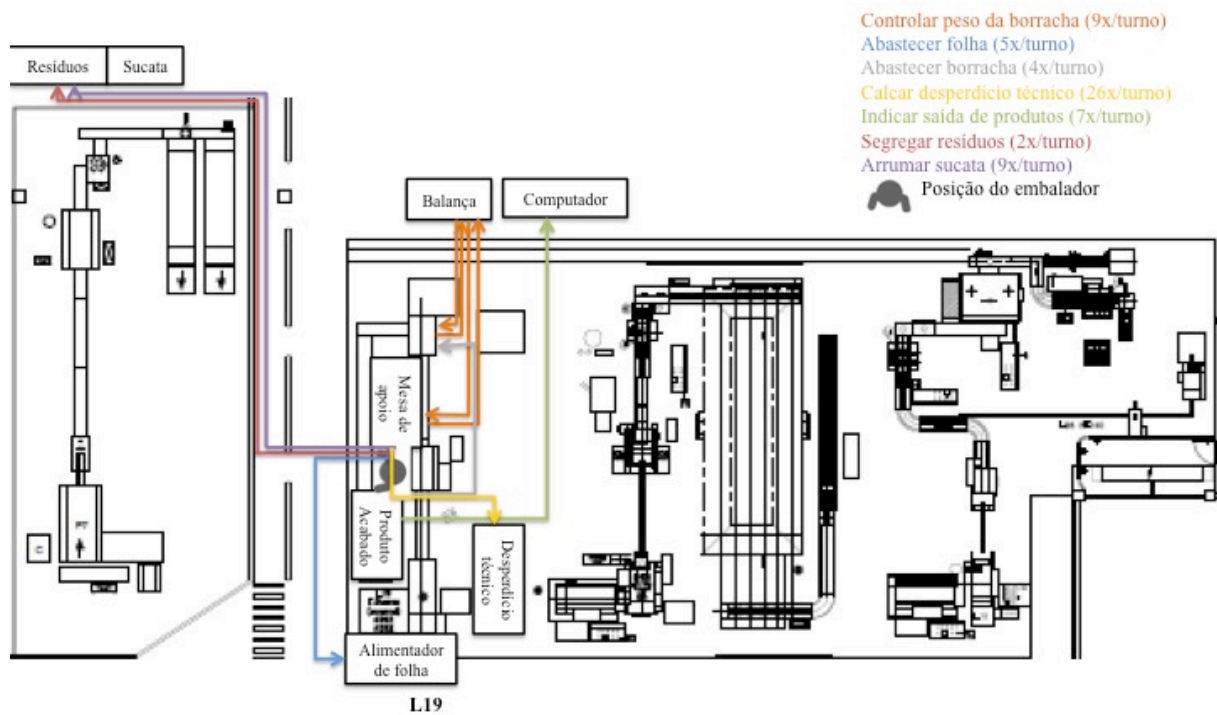 Controlar peso da borracha (9x/turno)
Abastecer folha (5x/turno)
Abastecer borracha (4x/turno)
Calcar desperdício técnico (26x/turno)
Indicar saída de produtos (7x/turno)
Segregar resíduos (2x/turno)
Arrumar sucata (9x/turno)
Posição do embalador
Resíduos
Sucata
Balança
Computador
Mesa de
apoio
Produto
Acabado
Desperdício
técnico
Alimentador
de folha
L19